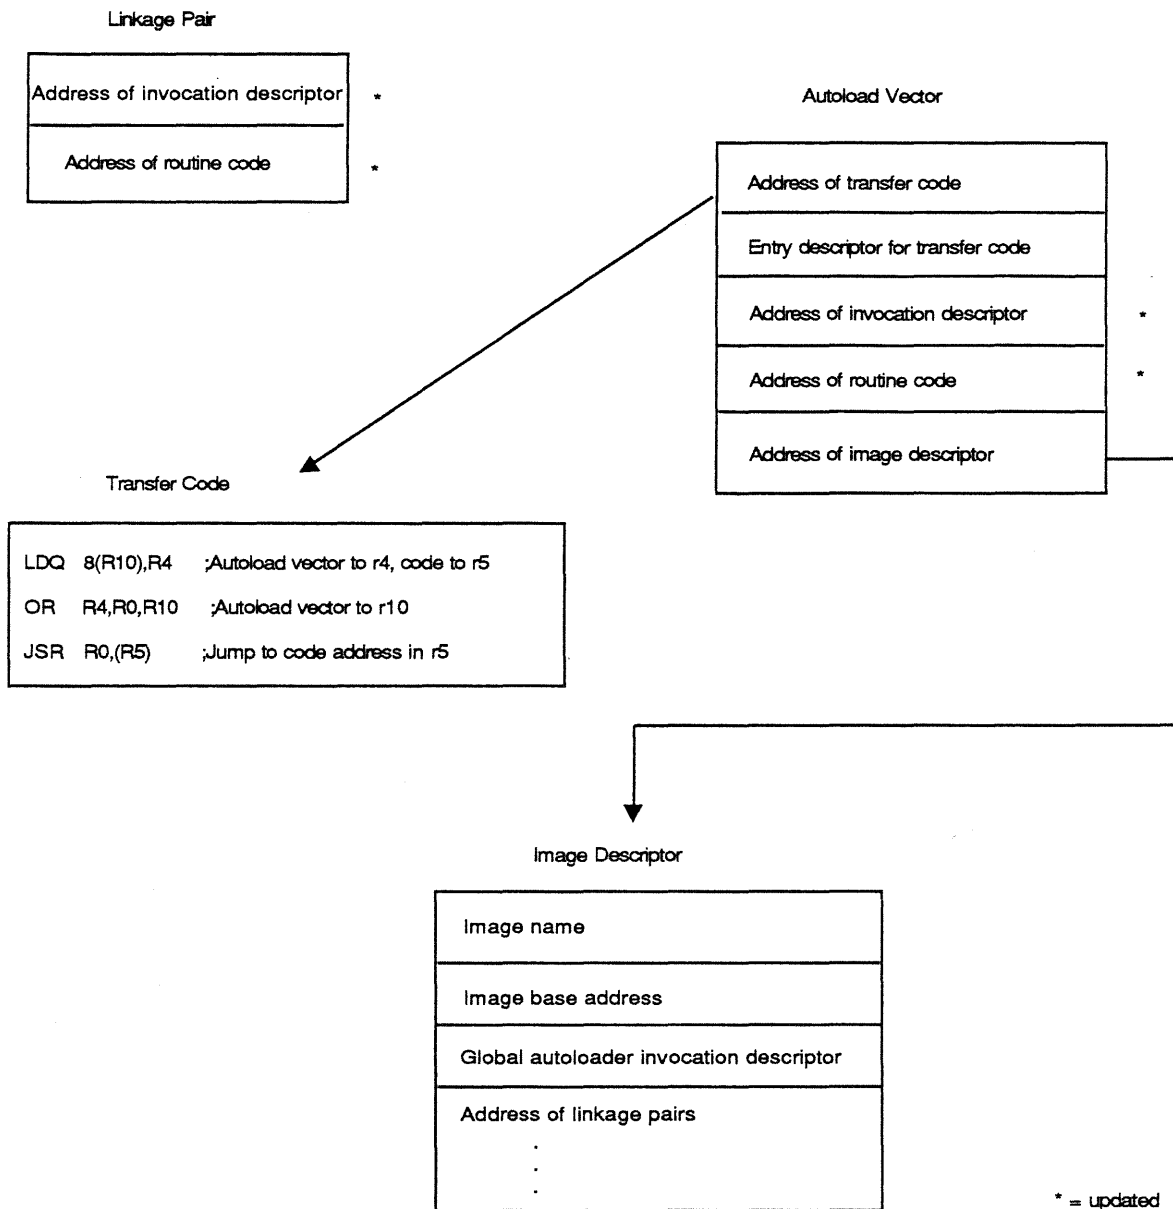 Linkage Pair
Address of invocation descriptor *
Address of routine code *
Autoload Vector
Address of transfer code
Entry descriptor for transfer code
Address of invocation descriptor *
Address of routine code *
Address of image descriptor
Transfer Code
LDQ 8(R10),R4 ;Autoload vector to r4, code to r5
OR R4,R0,R10 ;Autoload vector to r10
JSR R0,(R5) ;Jump to code address in r5
Image Descriptor
Image name
Image base address
Global autoloader invocation descriptor
Address of linkage pairs
.
.
.
* = updated